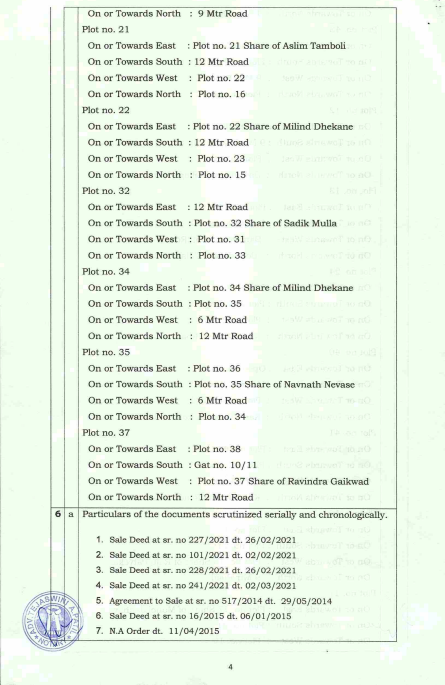 On or Towards North : 9 Mtr Road
Plot no. 21
On or Towards East : Plot no. 21 Share of Aslim Tamboli
On or Towards South : 12 Mtr Road
On or Towards West : Plot no. 22
On or Towards North : Plot no. 16
Plot no. 22
On or Towards East : Plot no. 22 Share of Milind Dhekane
On or Towards South : 12 Mtr Road
On or Towards West : Plot no. 23
On or Towards North : Plot no. 15
Plot no. 32
On or Towards East : 12 Mtr Road
On or Towards South : Plot no. 32 Share of Sadik Mulla
On or Towards West : Plot no. 31
On or Towards North : Plot no. 33
Plot no. 34
On or Towards East : Plot no. 34 Share of Milind Dhekane
On or Towards South : Plot no. 35
On or Towards West : 6 Mtr Road
On or Towards North : 12 Mtr Road
Plot no. 35
On or Towards East : Plot no. 36
On or Towards South : Plot no. 35 Share of Navnath Nevase
On or Towards West : 6 Mtr Road
On or Towards North : Plot no. 34
Plot no. 37
On or Towards East : Plot no. 38
On or Towards South : Gat no. 10/11
On or Towards West : Plot no. 37 Share of Ravindra Gaikwad
On or Towards North : 12 Mtr Road
6 a Particulars of the documents scrutinized serially and chronologically.
1. Sale Deed at sr. no 227/2021 dt. 26/02/2021
2. Sale Deed at sr. no 101/2021 dt. 02/02/2021
3. Sale Deed at sr. no 228/2021 dt. 26/02/2021
4. Sale Deed at sr. no 241/2021 dt. 02/03/2021
5. Agreement to Sale at sr. no 517/2014 dt. 29/05/2014
6. Sale Deed at sr. no 16/2015 dt. 06/01/2015
7. N.A Order dt. 11/04/2015
ADV. TEJASWINI A. PATIL
4